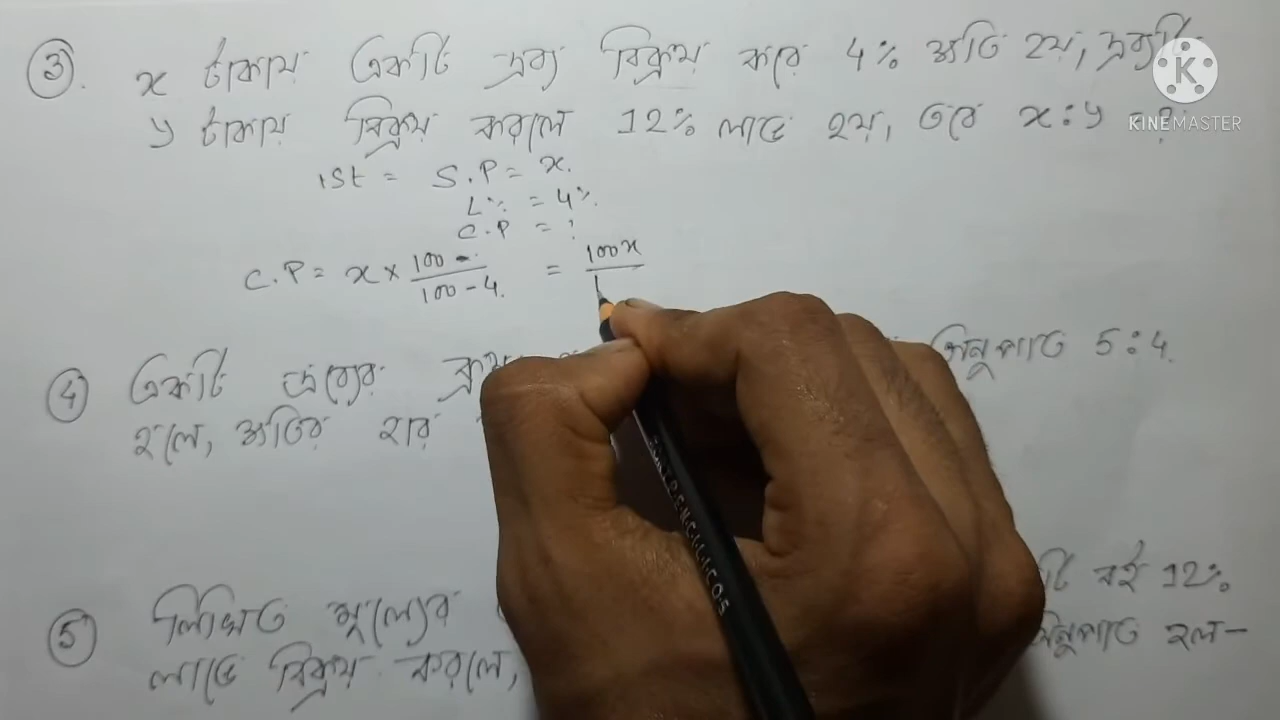 ③. x টাকায় একটি দ্রব্য বিক্রয় করে 4% ক্ষতি হয়, দ্রব্যটি
y টাকায় বিক্রয় করলে 12% লাভ হয়, তবে x:y এর
1St = S.P = x.
L% = 4%.
C.P = ?
C.P = x × 100 / 100 - 4. = 100x
④ একটি দ্রব্যের অনুপাত 5:4.
হলে, ক্ষতির হার
⑤ লিখিত মূল্যের বই 12%
লাভে বিক্রয় করলে, অনুপাত হল-
K
KINEMASTER